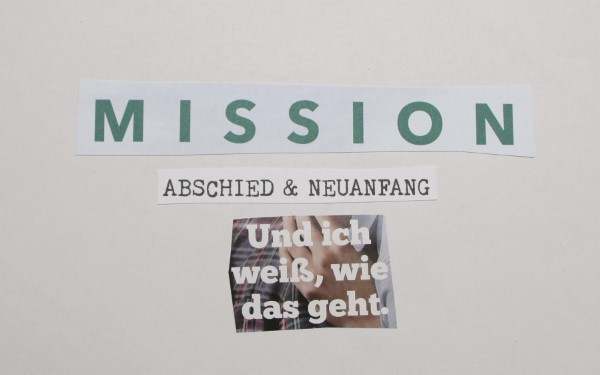 MISSION
ABSCHIED & NEUANFANG
Und ich
weiß, wie
das geht.